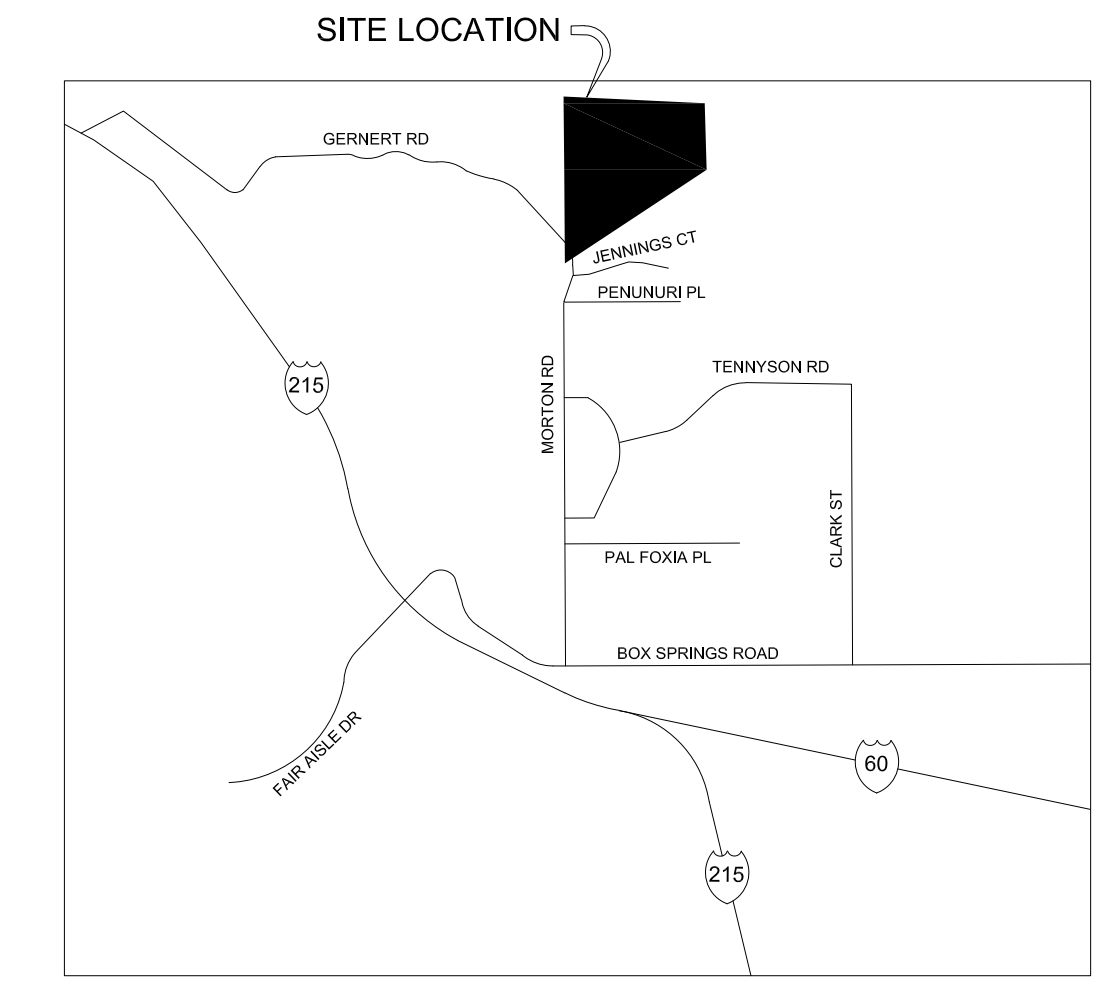 SITE LOCATION
GERNERT RD
JENNINGS CT
PENUNURI PL
TENNYSON RD
215
MORTON RD
CLARK ST
PAL FOXIA PL
BOX SPRINGS ROAD
FAIR AISLE DR
60
215